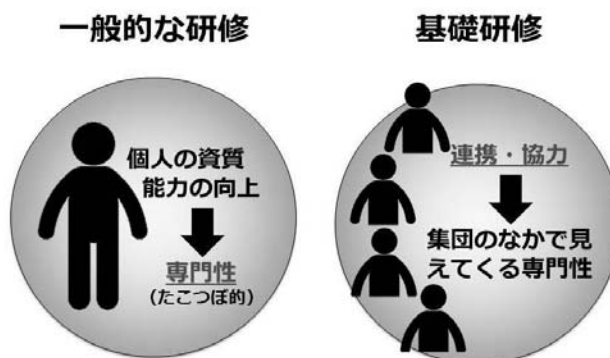 一般的な研修
個人の資質
能力の向上
専門性
(たこつぼ的)
基礎研修
連携・協力
集団のなかで見
えてくる専門性